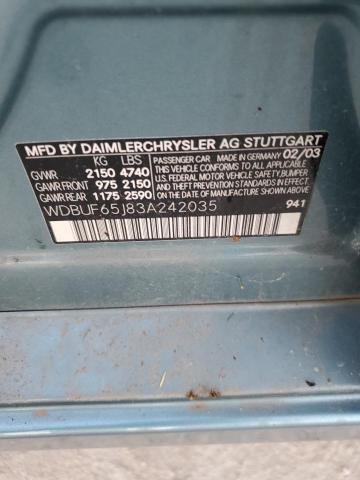 MFD BY DAIMLERCHRYSLER AG STUTTGART
KG LBS
GVWR 2150 4740
GAWR FRONT 975 2150
GAWR REAR 1175 2590
PASSENGER CAR MADE IN GERMANY 02/03
THIS VEHICLE CONFORMS TO ALL APPLICABLE
U.S. FEDERAL MOTOR VEHICLE SAFETY, BUMPER
AND THEFT PREVENTION STANDARDS IN EFFECT
ON THE DATE OF MANUFACTURE SHOWN ABOVE
WDBUF65J83A242035
941